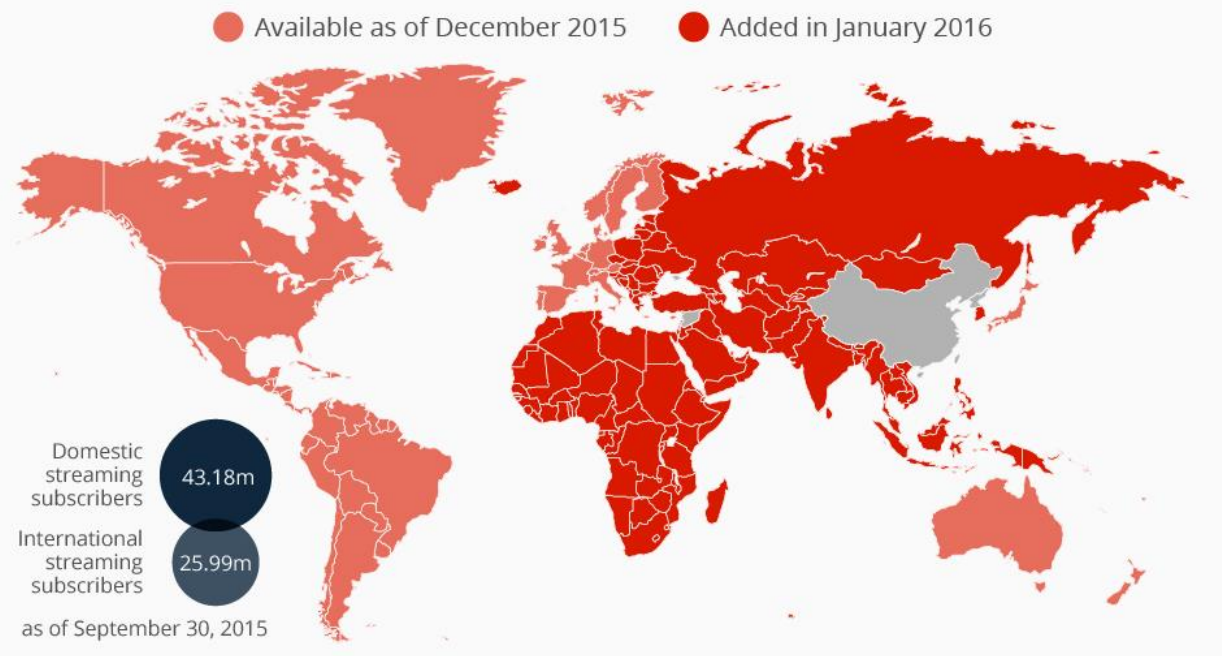 Available as of December 2015
Added in January 2016
Domestic
streaming
subscribers
43.18m
International
streaming
subscribers
25.99m
as of September 30, 2015